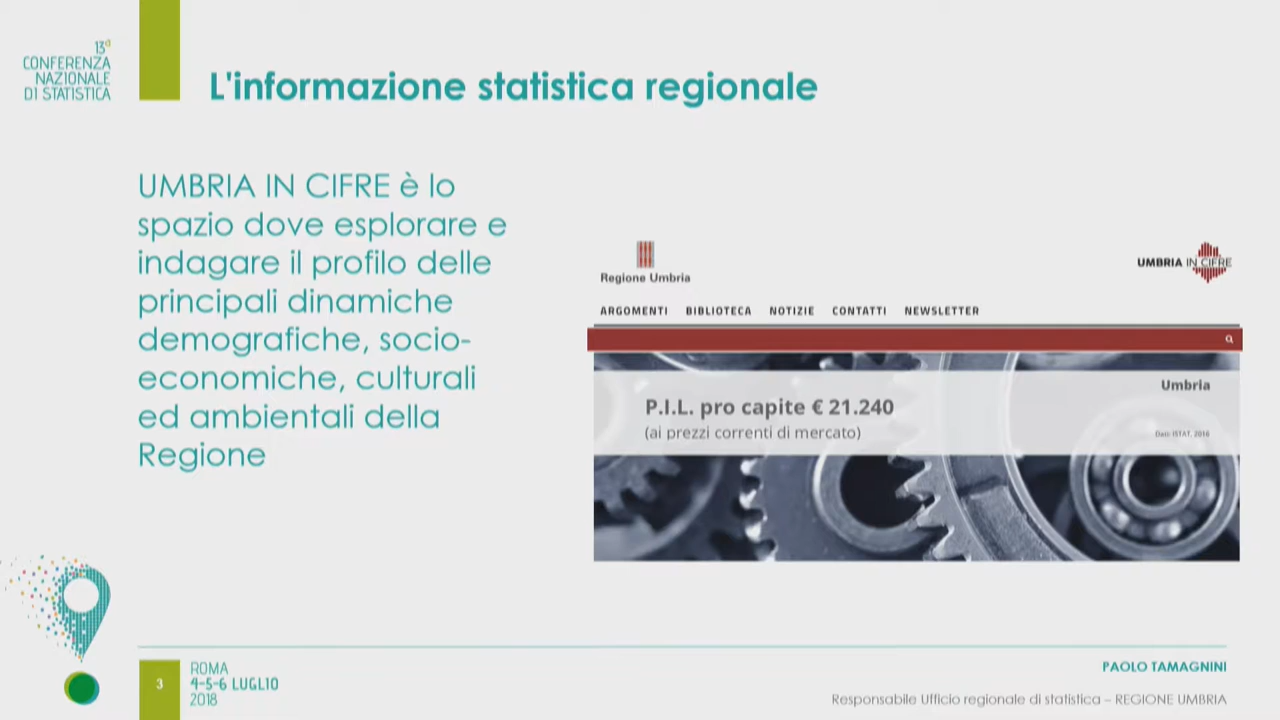 13ª
CONFERENZA
NAZIONALE
DI STATISTICA
L'informazione statistica regionale
UMBRIA IN CIFRE è lo
spazio dove esplorare e
indagare il profilo delle
principali dinamiche
demografiche, socio-
economiche, culturali
ed ambientali della
Regione
Regione Umbria
UMBRIA IN CIFRE
ARGOMENTI BIBLIOTECA NOTIZIE CONTATTI NEWSLETTER
Umbria
P.I.L. pro capite € 21.240
(ai prezzi correnti di mercato)
Dati: ISTAT, 2016
3
ROMA
4-5-6 LUGLIO
2018
PAOLO TAMAGNINI
Responsabile Ufficio regionale di statistica – REGIONE UMBRIA